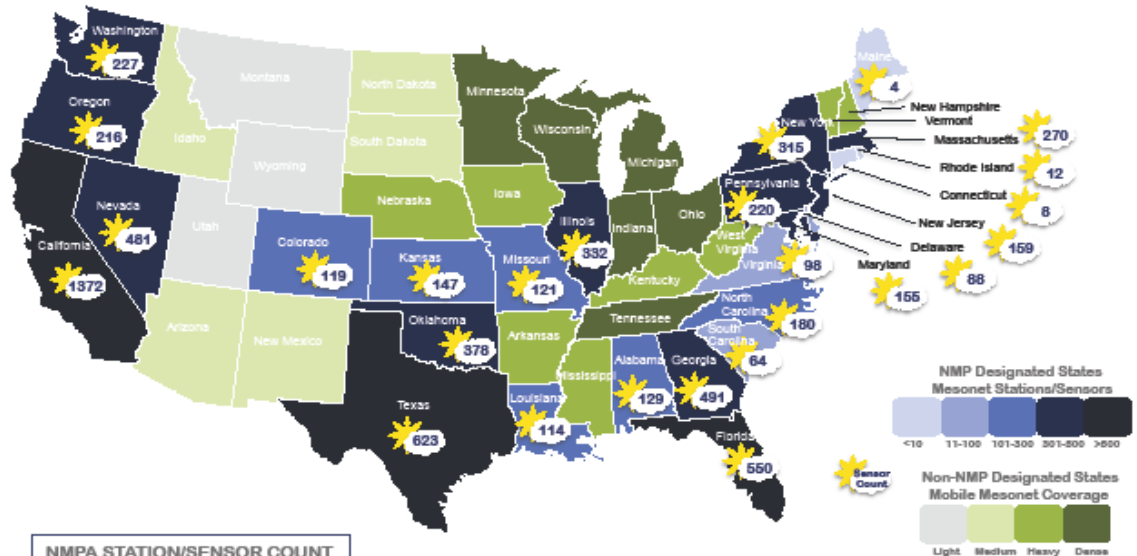 Washington
227
Oregon
216
Idaho
Montana
Wyoming
North Dakota
South Dakota
Minnesota
Wisconsin
Michigan
Maine
4
New Hampshire
Vermont
Massachusetts
270
Rhode Island
12
Connecticut
8
New Jersey
159
Delaware
88
Maryland
155
New York
315
Pennsylvania
220
Nevada
481
California
1372
Utah
Colorado
119
Nebraska
Kansas
147
Iowa
Missouri
121
Illinois
332
Indiana
Ohio
West
Virginia
Virginia
98
Kentucky
Tennessee
North
Carolina
180
South
Carolina
64
Arizona
New Mexico
Oklahoma
378
Arkansas
Texas
623
Louisiana
114
Mississippi
Alabama
129
Georgia
491
Florida
550
NMP Designated States
Mesonet Stations/Sensors
<10 11-100 101-300 301-500 >500
Sensor
Count
Non-NMP Designated States
Mobile Mesonet Coverage
Light Medium Heavy Dense
NMPA STATION/SENSOR COUNT